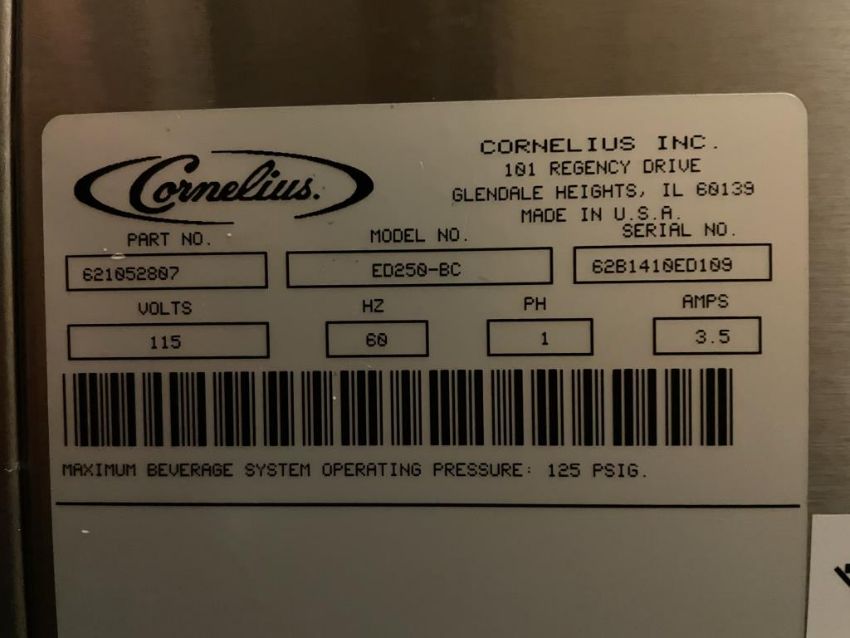 Cornelius.
CORNELIUS INC.
101 REGENCY DRIVE
GLENDALE HEIGHTS, IL 60139
MADE IN U.S.A.
PART NO.
MODEL NO.
SERIAL NO.
621052807
ED250-BC
62B1410ED109
VOLTS
HZ
PH
AMPS
115
60
1
3.5
MAXIMUM BEVERAGE SYSTEM OPERATING PRESSURE: 125 PSIG.